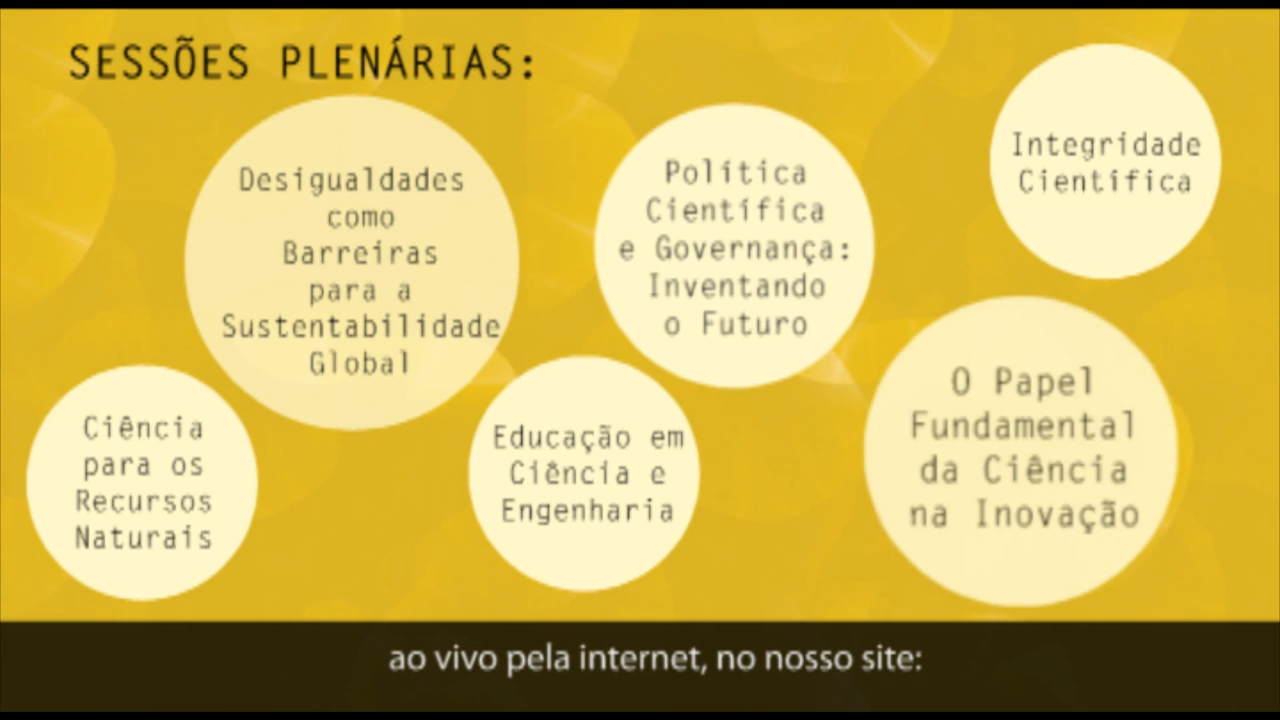 SESSÕES PLENÁRIAS:
Desigualdades
como
Barreiras
para a
Sustentabilidade
Global
Política
Científica
e Governança:
Inventando
o Futuro
Integridade
Científica
Ciência
para os
Recursos
Naturais
Educação em
Ciência e
Engenharia
O Papel
Fundamental
da Ciência
na Inovação
ao vivo pela internet, no nosso site: